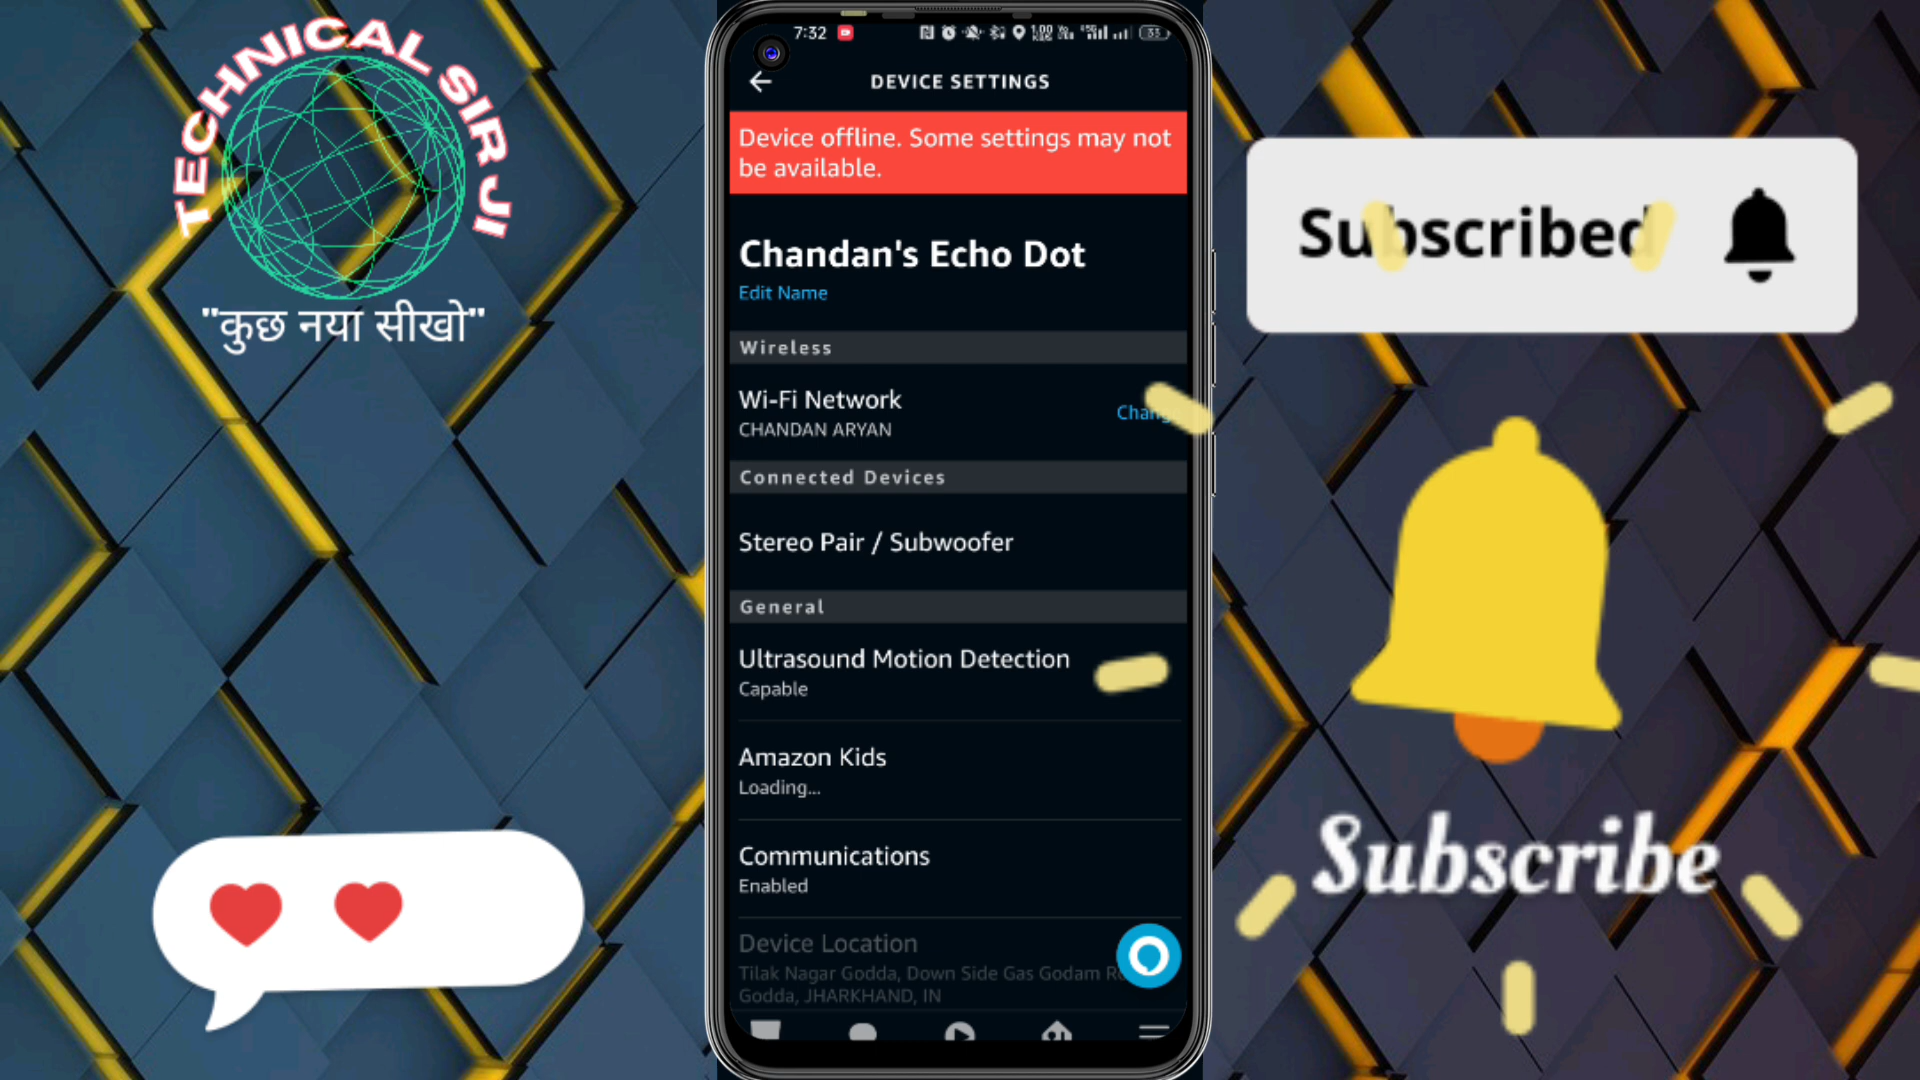 TECHNICAL SIR JI
"कुछ नया सीखो"
7:32
33
DEVICE SETTINGS
Device offline. Some settings may not
be available.
Chandan's Echo Dot
Edit Name
Wireless
Wi-Fi Network
CHANDAN ARYAN
Connected Devices
Stereo Pair / Subwoofer
General
Ultrasound Motion Detection
Capable
Amazon Kids
Loading...
Communications
Enabled
Device Location
Tilak Nagar Godda, Down Side Gas Godam
Godda, JHARKHAND, IN
Subscribed
Subscribe